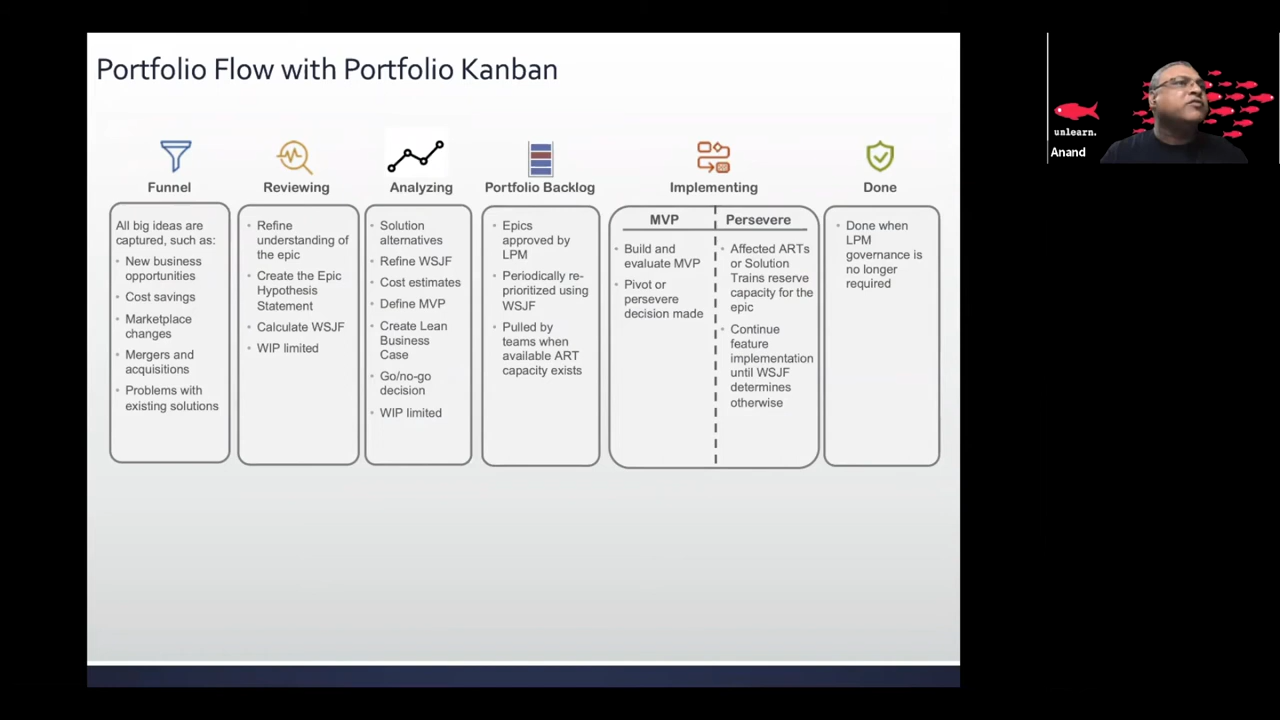 Portfolio Flow with Portfolio Kanban
Funnel
All big ideas are
captured, such as:
• New business
opportunities
• Cost savings
• Marketplace
changes
• Mergers and
acquisitions
• Problems with
existing solutions
Reviewing
• Refine
understanding of
the epic
• Create the Epic
Hypothesis
Statement
• Calculate WSJF
• WIP limited
Analyzing
• Solution
alternatives
• Refine WSJF
• Cost estimates
• Define MVP
• Create Lean
Business
Case
• Go/no-go
decision
• WIP limited
Portfolio Backlog
• Epics
approved by
LPM
• Periodically re-
prioritized using
WSJF
• Pulled by
teams when
available ART
capacity exists
Implementing
MVP
• Build and
evaluate MVP
• Pivot or
persevere
decision made
Persevere
• Affected ARTs
or Solution
Trains reserve
capacity for the
epic
• Continue
feature
implementation
until WSJF
determines
otherwise
Done
• Done when
LPM
governance is
no longer
required
unlearn.
Anand